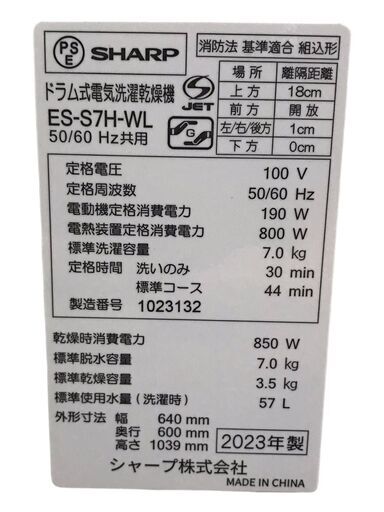 PS
E
SHARP
ドラム式電気洗濯乾燥機
ES-S7H-WL
50/60 Hz共用
S
JET
G
消防法 基準適合 組込形
場所 離隔距離
上方 18cm
前方 開放
左/右/後方 1cm
下方 0cm
定格電圧 100 V
定格周波数 50/60 Hz
電動機定格消費電力 190 W
電熱装置定格消費電力 800 W
標準洗濯容量 7.0 kg
定格時間 洗いのみ 30 min
標準コース 44 min
製造番号 1023132
乾燥時消費電力 850 W
標準脱水容量 7.0 kg
標準乾燥容量 3.5 kg
標準使用水量(洗濯時) 57 L
外形寸法 幅 640 mm
奥行 600 mm
高さ 1039 mm
2023年製
シャープ株式会社
MADE IN CHINA